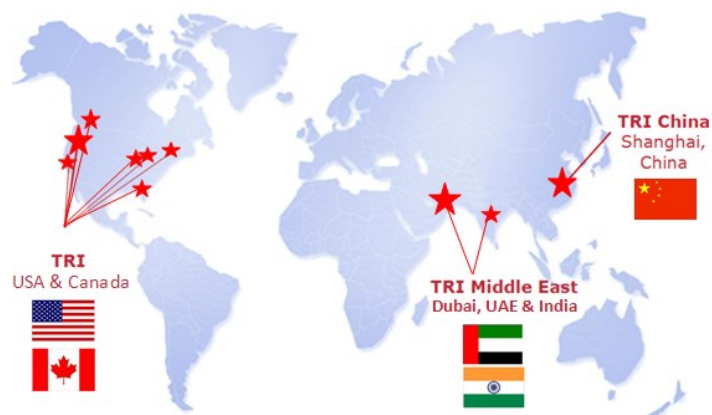 TRI
USA & Canada
TRI Middle East
Dubai, UAE & India
TRI China
Shanghai,
China